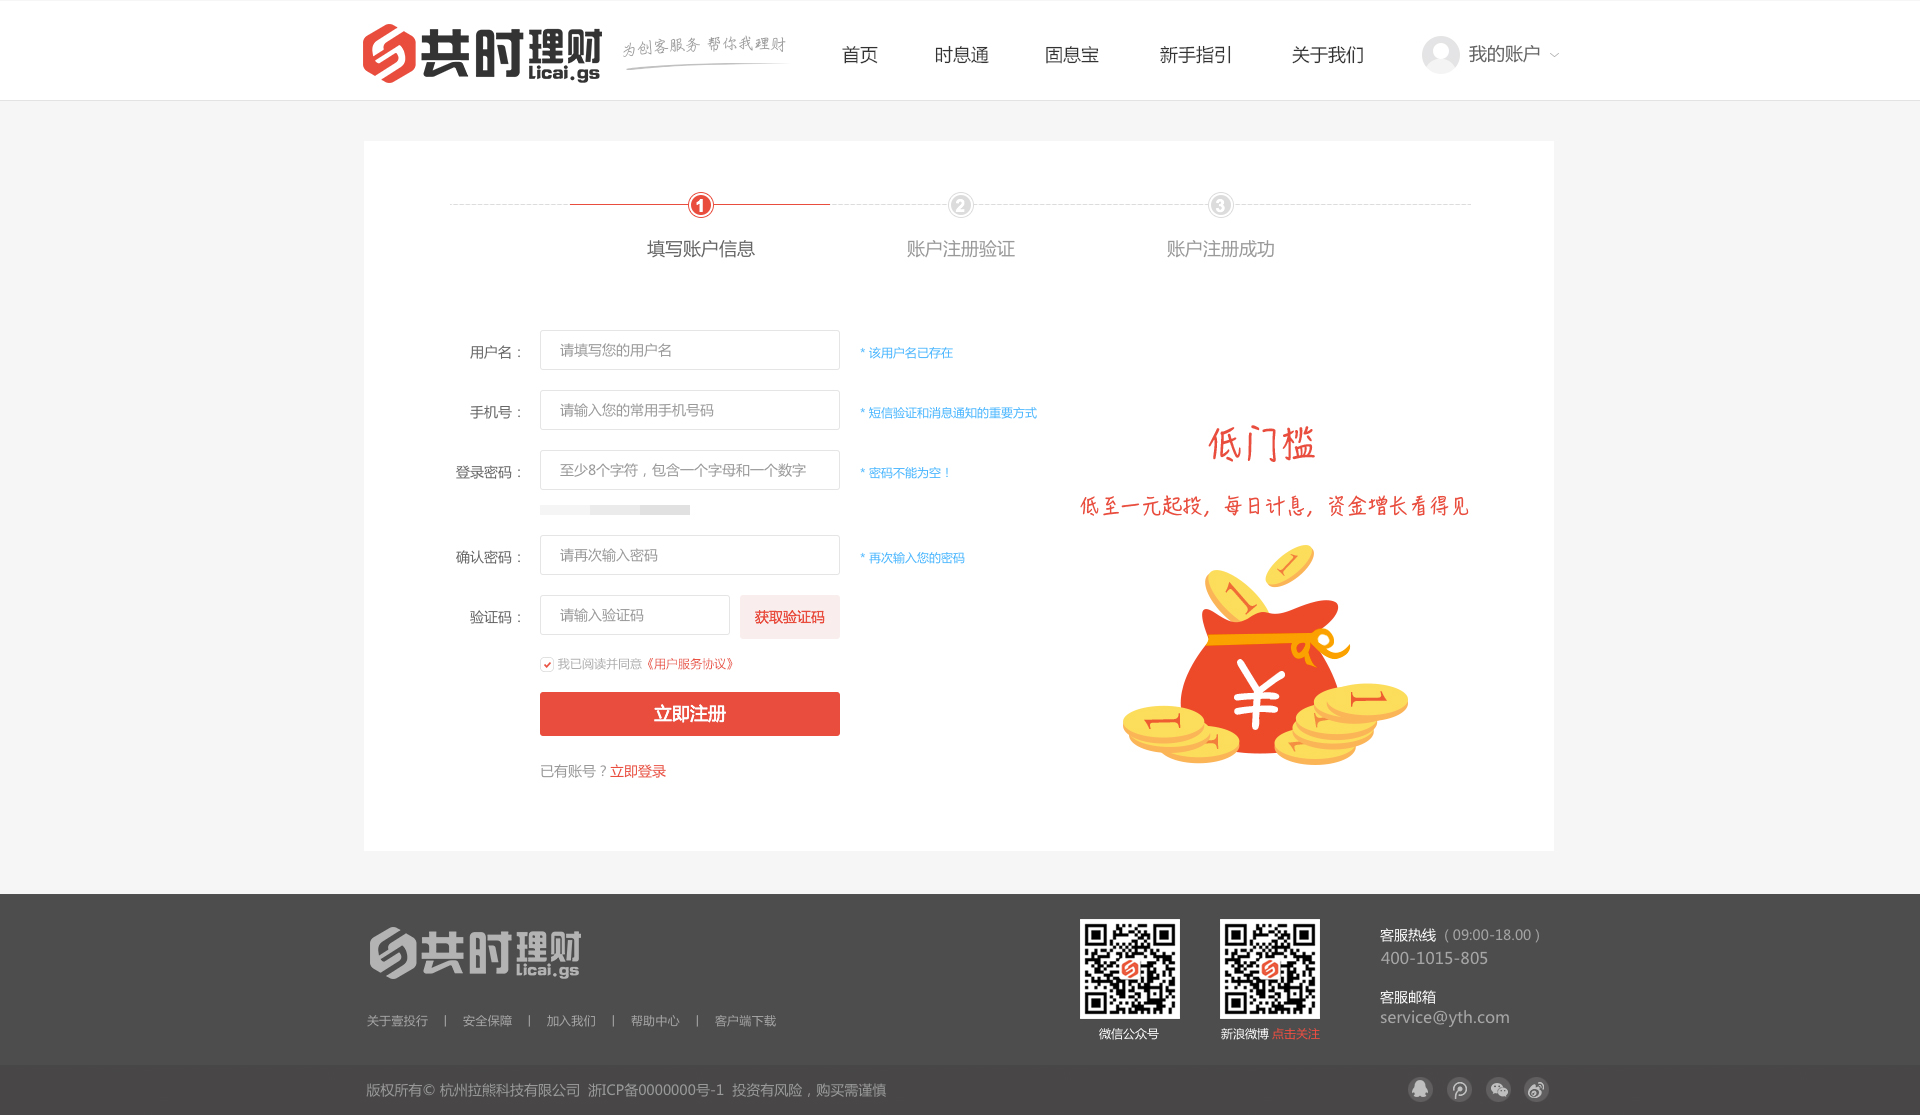 共时理财 Licai.gs
为创客服务 帮你我理财
首页 时息通 固息宝 新手指引 关于我们 我的账户
1 2 3
填写账户信息 账户注册验证 账户注册成功
用户名： 请填写您的用户名 * 该用户名已存在
手机号： 请输入您的常用手机号码 * 短信验证和消息通知的重要方式
登录密码： 至少8个字符，包含一个字母和一个数字 * 密码不能为空！
确认密码： 请再次输入密码 * 再次输入您的密码
验证码： 请输入验证码 获取验证码
我已阅读并同意《用户服务协议》
立即注册
已有账号？立即登录
低门槛
低至一元起投，每日计息，资金增长看得见
¥
共时理财 Licai.gs
关于壹投行 | 安全保障 | 加入我们 | 帮助中心 | 客户端下载
微信公众号
新浪微博 点击关注
客服热线（09:00-18.00）
400-1015-805
客服邮箱
service@yth.com
版权所有© 杭州拉熊科技有限公司 浙ICP备0000000号-1 投资有风险，购买需谨慎